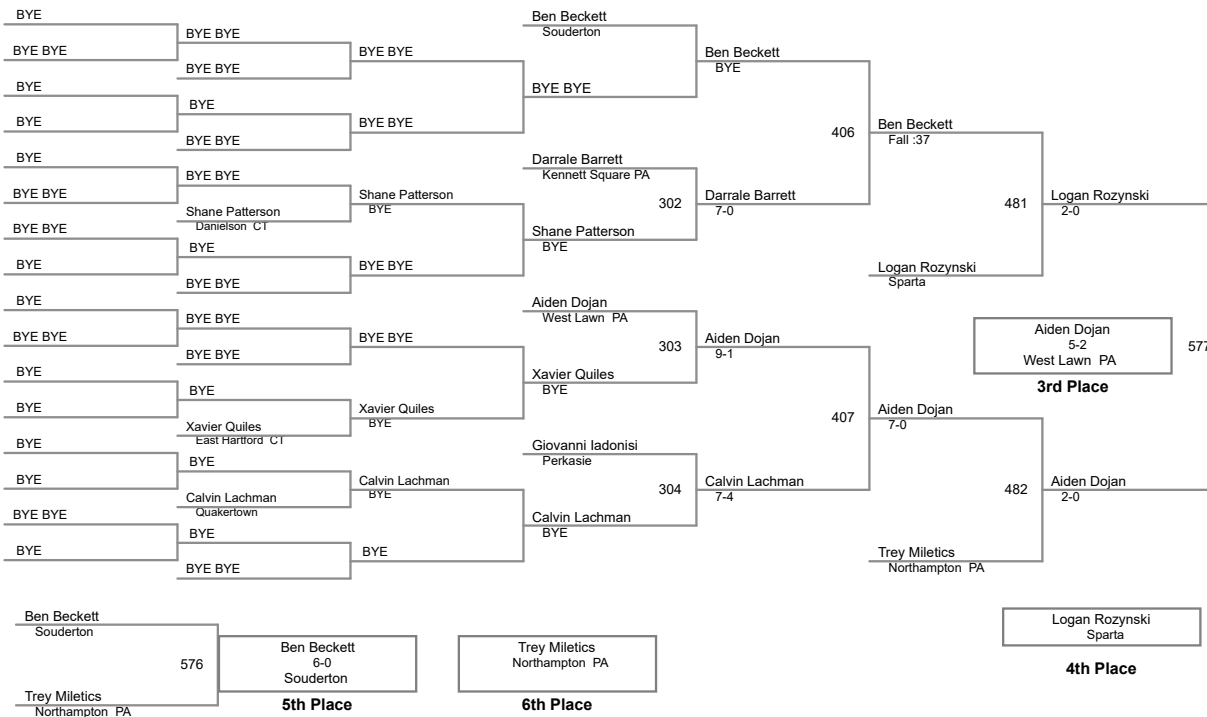 BYE
BYE BYE
BYE
BYE
BYE
BYE BYE
BYE BYE
BYE
BYE
BYE BYE
BYE
BYE
BYE
BYE
BYE BYE
BYE
BYE BYE
BYE BYE
BYE
BYE BYE
BYE BYE
Shane Patterson
Danielson CT
BYE
BYE BYE
BYE BYE
BYE BYE
BYE
Xavier Quiles
East Hartford CT
BYE
Calvin Lachman
Quakertown
BYE
BYE BYE
BYE BYE
BYE BYE
Shane Patterson
BYE
BYE BYE
BYE BYE
Xavier Quiles
BYE
Calvin Lachman
BYE
BYE
Ben Beckett
Souderton
BYE BYE
Darrale Barrett
Kennett Square PA
302
Shane Patterson
BYE
Aiden Dojan
West Lawn PA
303
Xavier Quiles
BYE
Giovanni Iadonisi
Perkasie
304
Calvin Lachman
BYE
Ben Beckett
BYE
406
Darrale Barrett
7-0
Aiden Dojan
9-1
407
Calvin Lachman
7-4
Ben Beckett
Fall :37
481
Logan Rozynski
Sparta
Aiden Dojan
7-0
482
Trey Miletics
Northampton PA
Logan Rozynski
2-0
Aiden Dojan
2-0
Aiden Dojan
5-2
West Lawn PA
577
3rd Place
Logan Rozynski
Sparta
4th Place
Ben Beckett
Souderton
576
Trey Miletics
Northampton PA
Ben Beckett
6-0
Souderton
5th Place
Trey Miletics
Northampton PA
6th Place